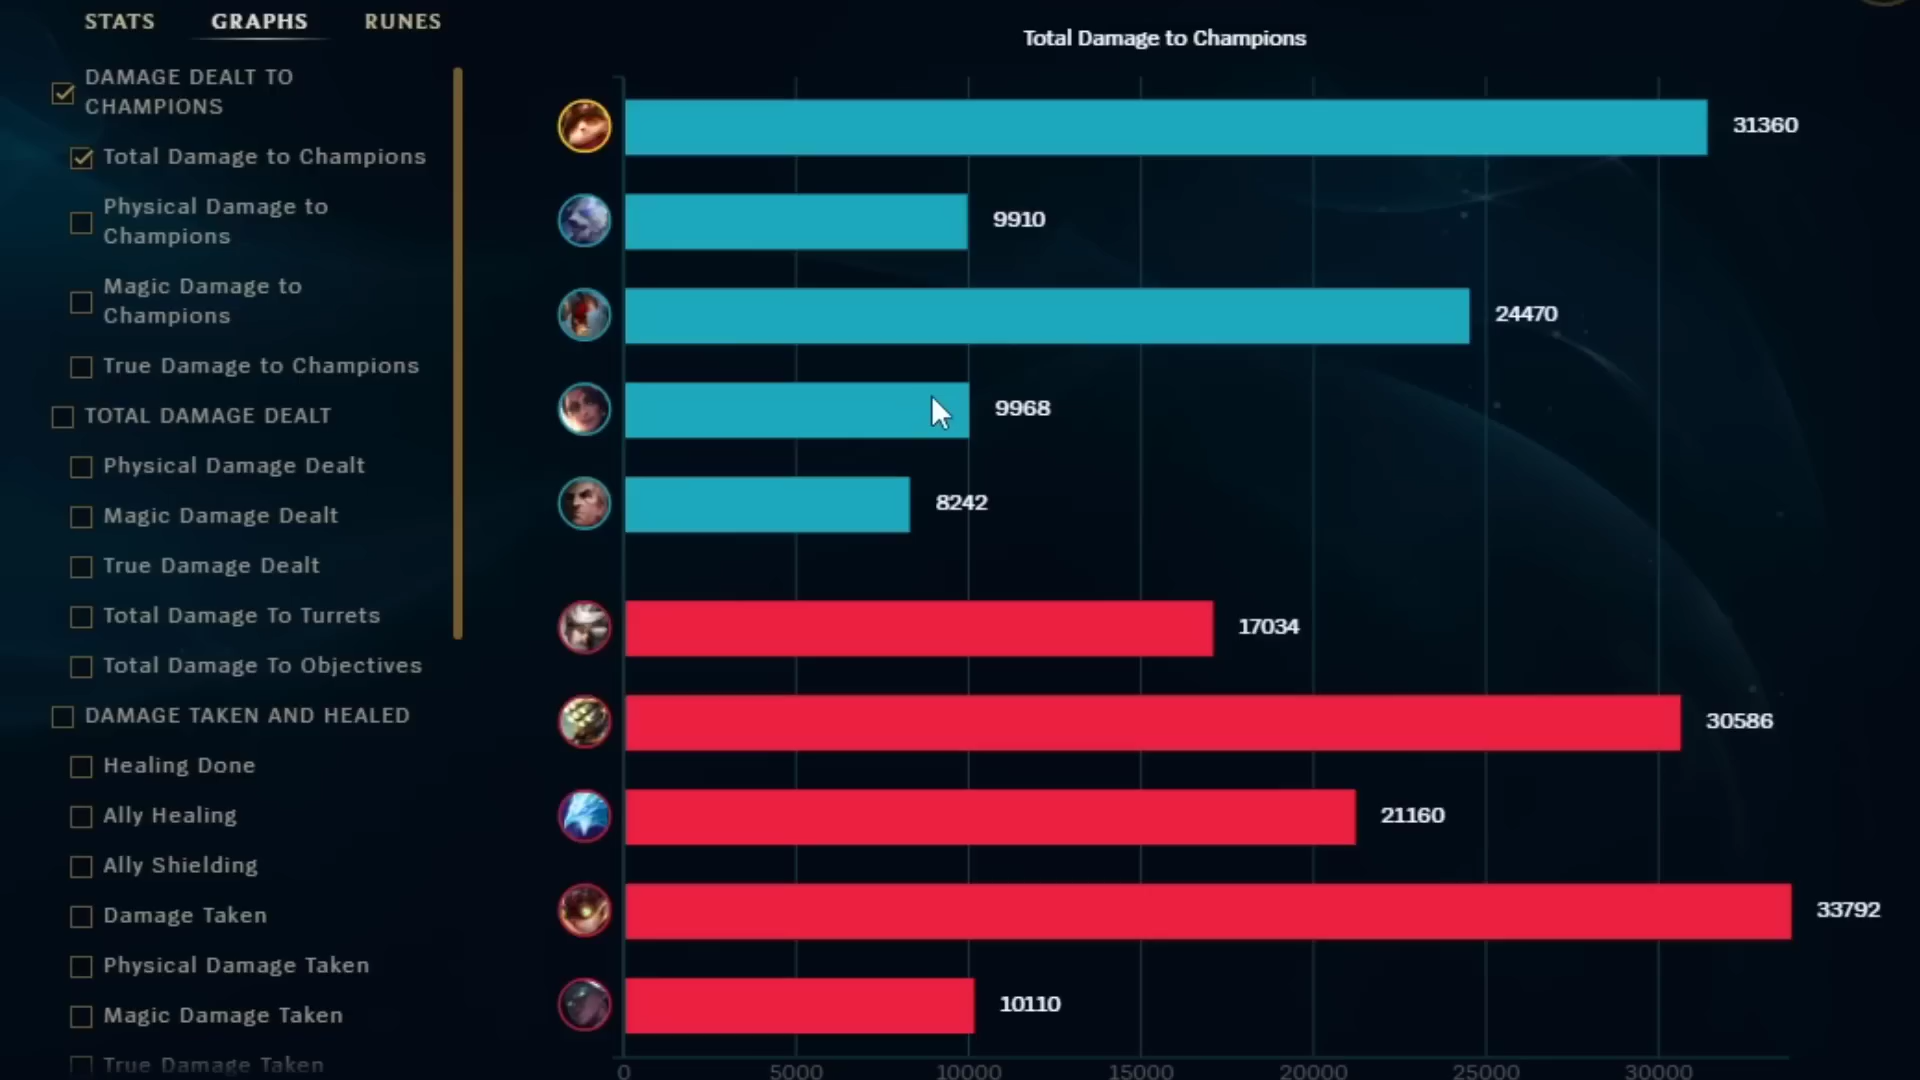 STATS GRAPHS RUNES
DAMAGE DEALT TO
CHAMPIONS
Total Damage to Champions
Physical Damage to
Champions
Magic Damage to
Champions
True Damage to Champions
TOTAL DAMAGE DEALT
Physical Damage Dealt
Magic Damage Dealt
True Damage Dealt
Total Damage To Turrets
Total Damage To Objectives
DAMAGE TAKEN AND HEALED
Healing Done
Ally Healing
Ally Shielding
Damage Taken
Physical Damage Taken
Magic Damage Taken
True Damage Taken
Total Damage to Champions
31360
9910
24470
9968
8242
17034
30586
21160
33792
10110
0 5000 10000 15000 20000 25000 30000